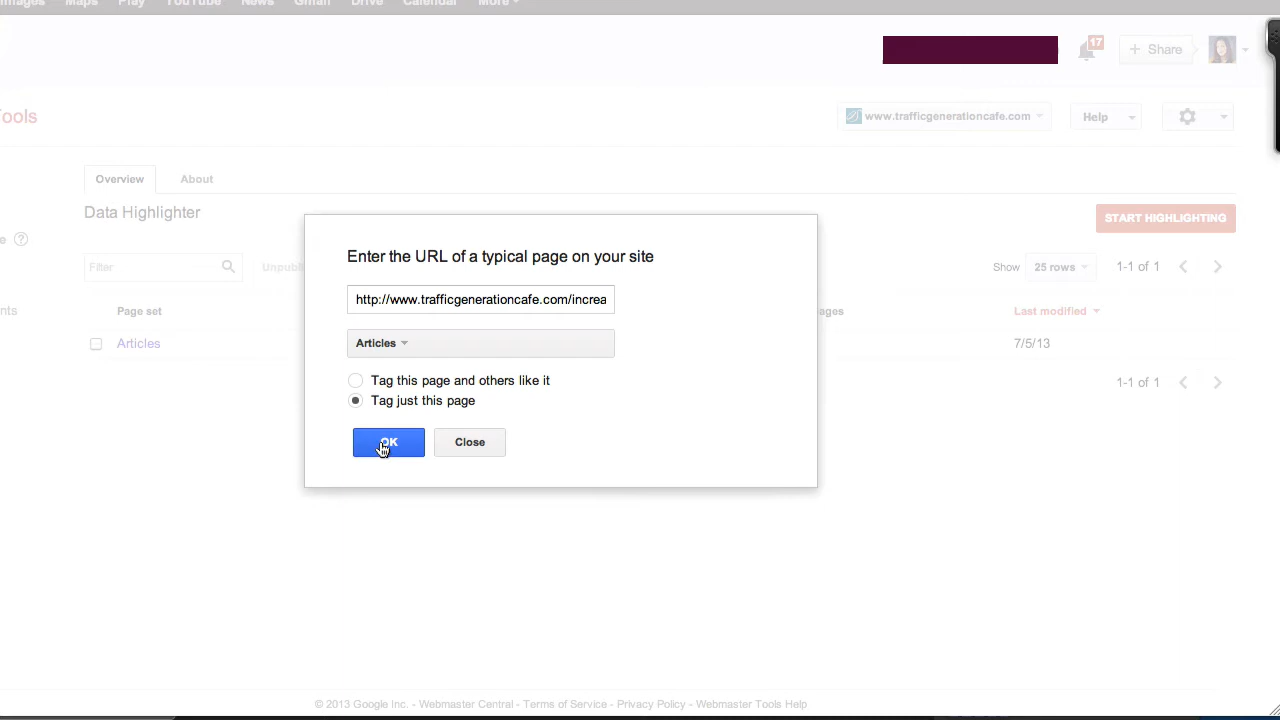 Images Maps Play YouTube News Gmail Drive Calendar More
17
+ Share
Tools
www.trafficgenerationcafe.com
Help
Overview About
Data Highlighter
START HIGHLIGHTING
Enter the URL of a typical page on your site
Filter
Show 25 rows 1-1 of 1
http://www.trafficgenerationcafe.com/increa
Page set
Last modified
Articles
Articles
7/5/13
Tag this page and others like it
1-1 of 1
Tag just this page
OK Close
© 2013 Google Inc. - Webmaster Central - Terms of Service - Privacy Policy - Webmaster Tools Help